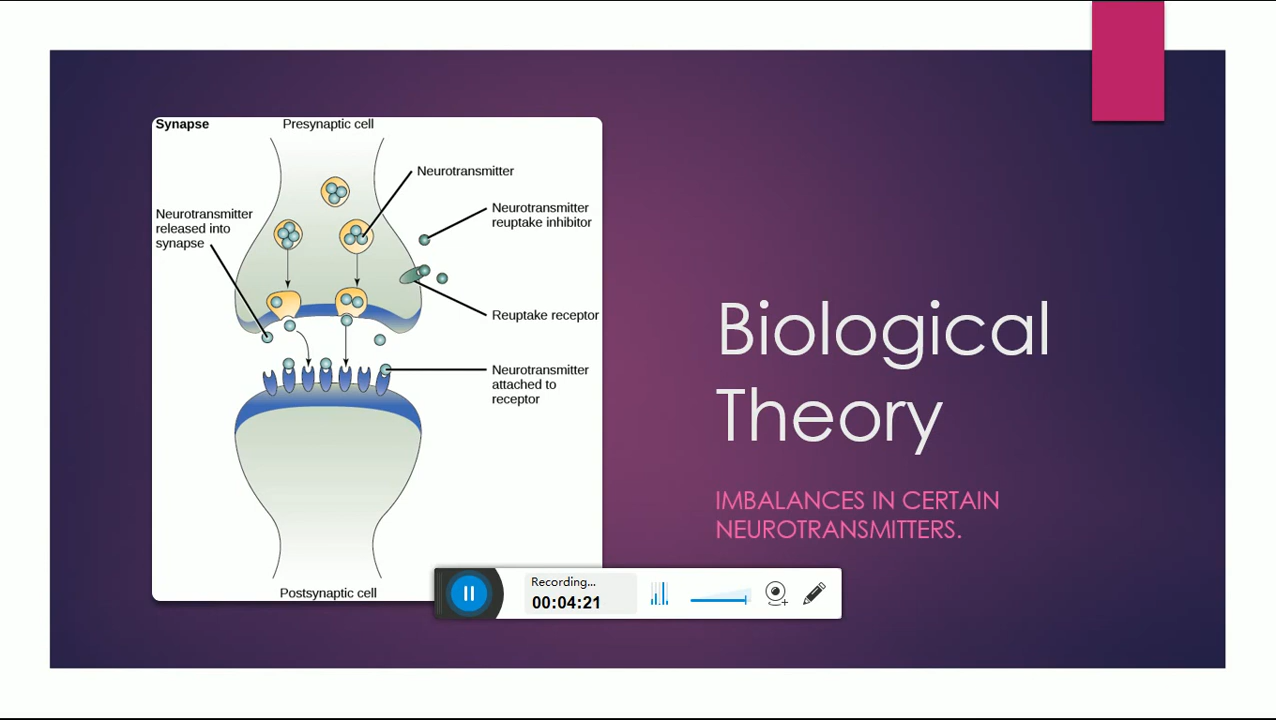 Synapse
Presynaptic cell
Neurotransmitter
Neurotransmitter
reuptake inhibitor
Neurotransmitter
released into
synapse
Reuptake receptor
Neurotransmitter
attached to
receptor
Postsynaptic cell
Biological
Theory
IMBALANCES IN CERTAIN
NEUROTRANSMITTERS.
Recording...
00:04:21